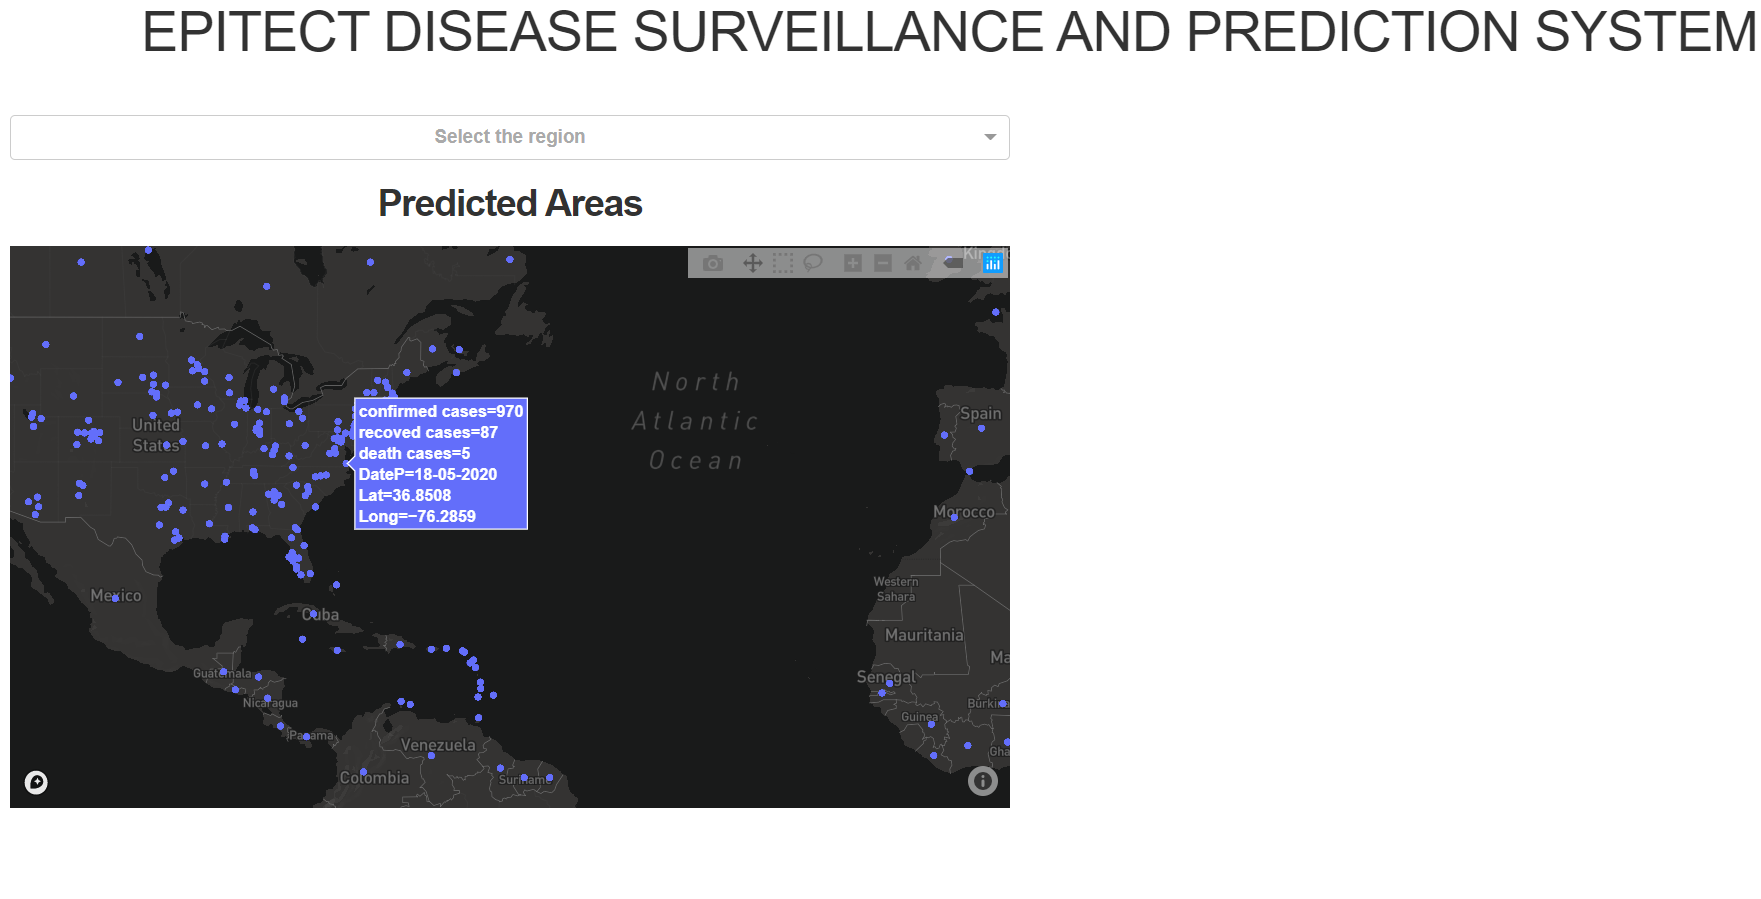 EPITECT DISEASE SURVEILLANCE AND PREDICTION SYSTEM
Select the region
Predicted Areas
North
Atlantic
Ocean
United
States
confirmed cases=970
recoved cases=87
death cases=5
DateP=18-05-2020
Lat=36.8508
Long=−76.2859
Spain
Morocco
Western
Sahara
Mexico
Cuba
Mauritania
Ma
Guatemala
Senegal
Nicaragua
Burkina
Guinea
Panama
Venezuela
Gha
Colombia
Suriname